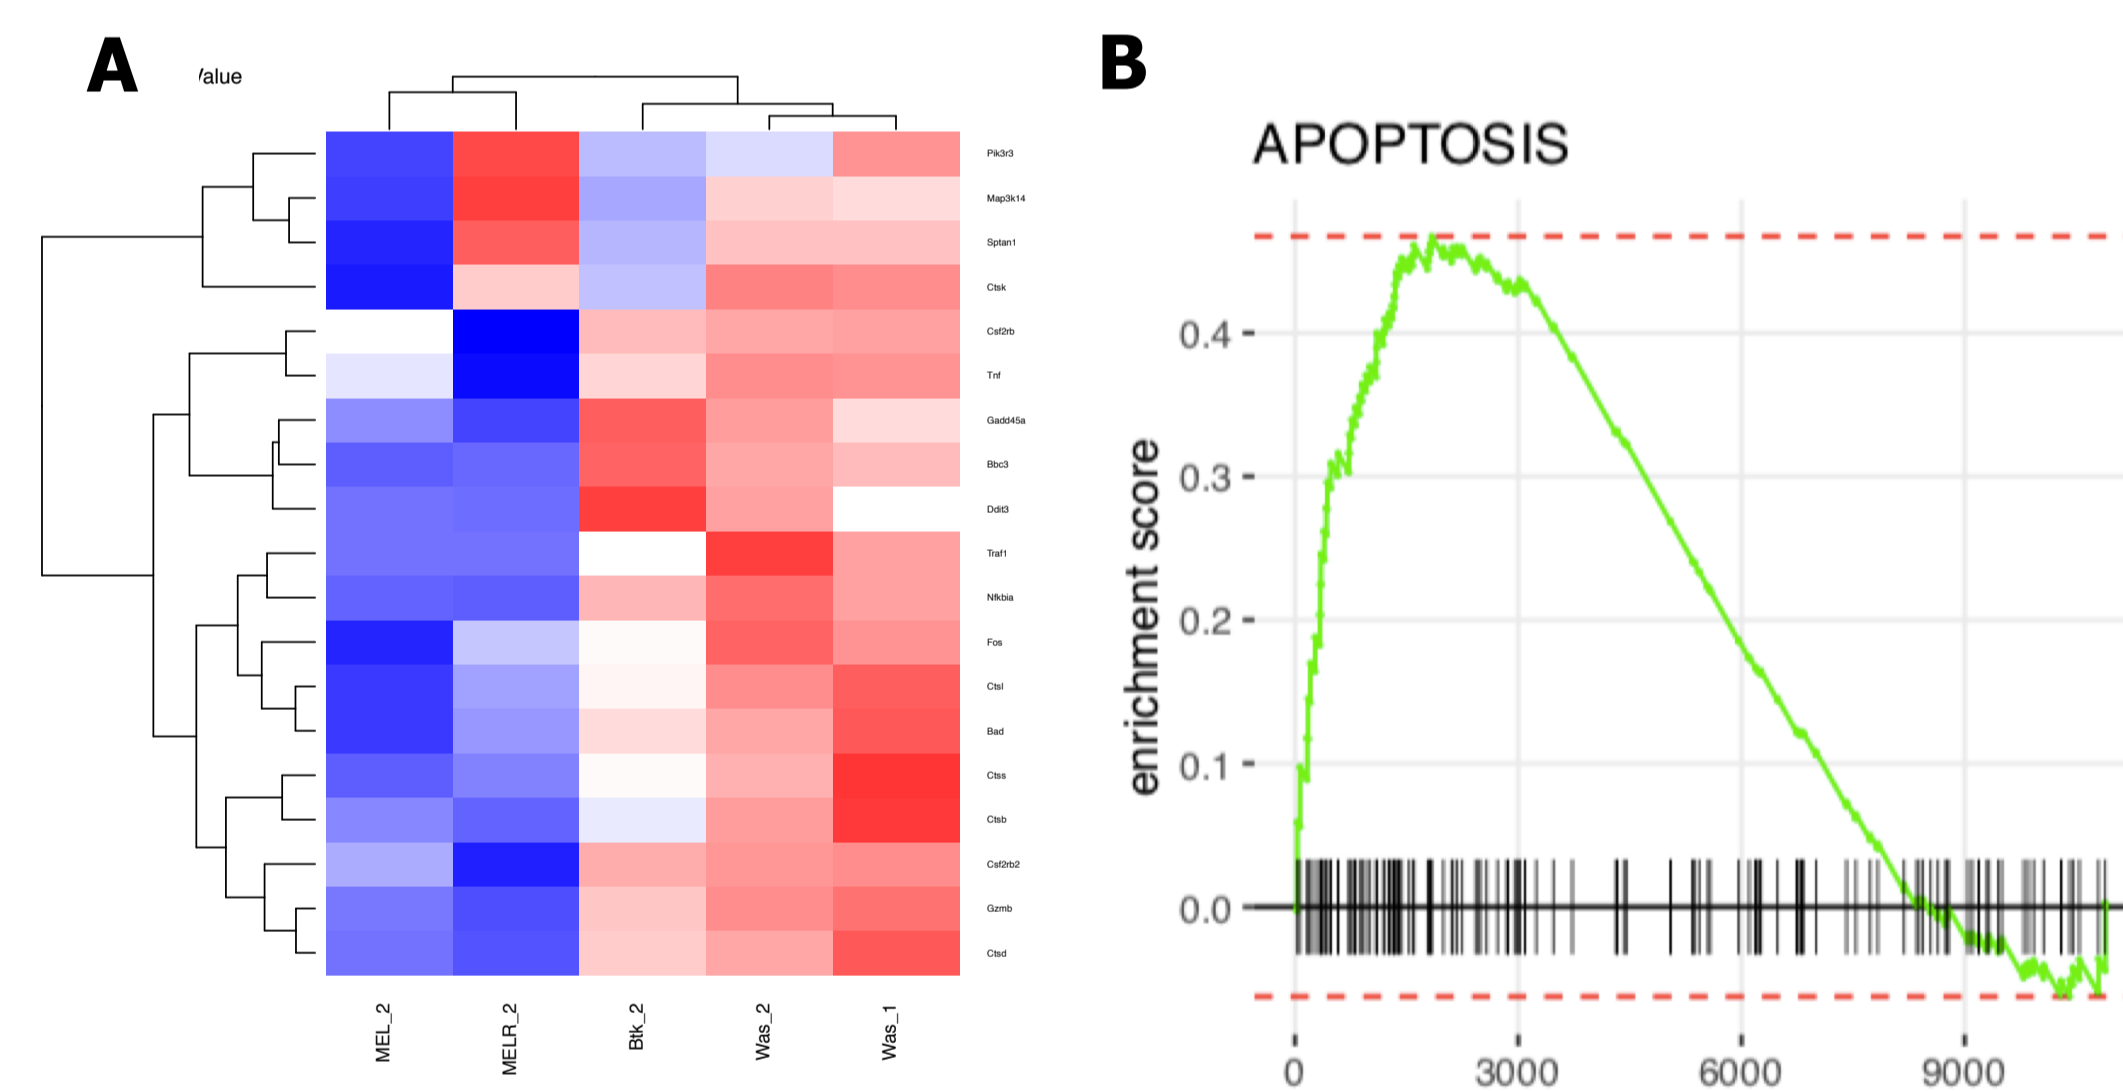 A
Value
Pik3r3
Map3k14
Sptan1
Ctsk
Csf2rb
Tnf
Gadd45a
Bbc3
Ddit3
Traf1
Nfkbia
Fos
Ctsl
Bad
Ctss
Ctsb
Csf2rb2
Gzmb
Ctsd
MEL_2
MELR_2
Btk_2
Was_2
Was_1
B
APOPTOSIS
enrichment score
0.4
0.3
0.2
0.1
0.0
0
3000
6000
9000